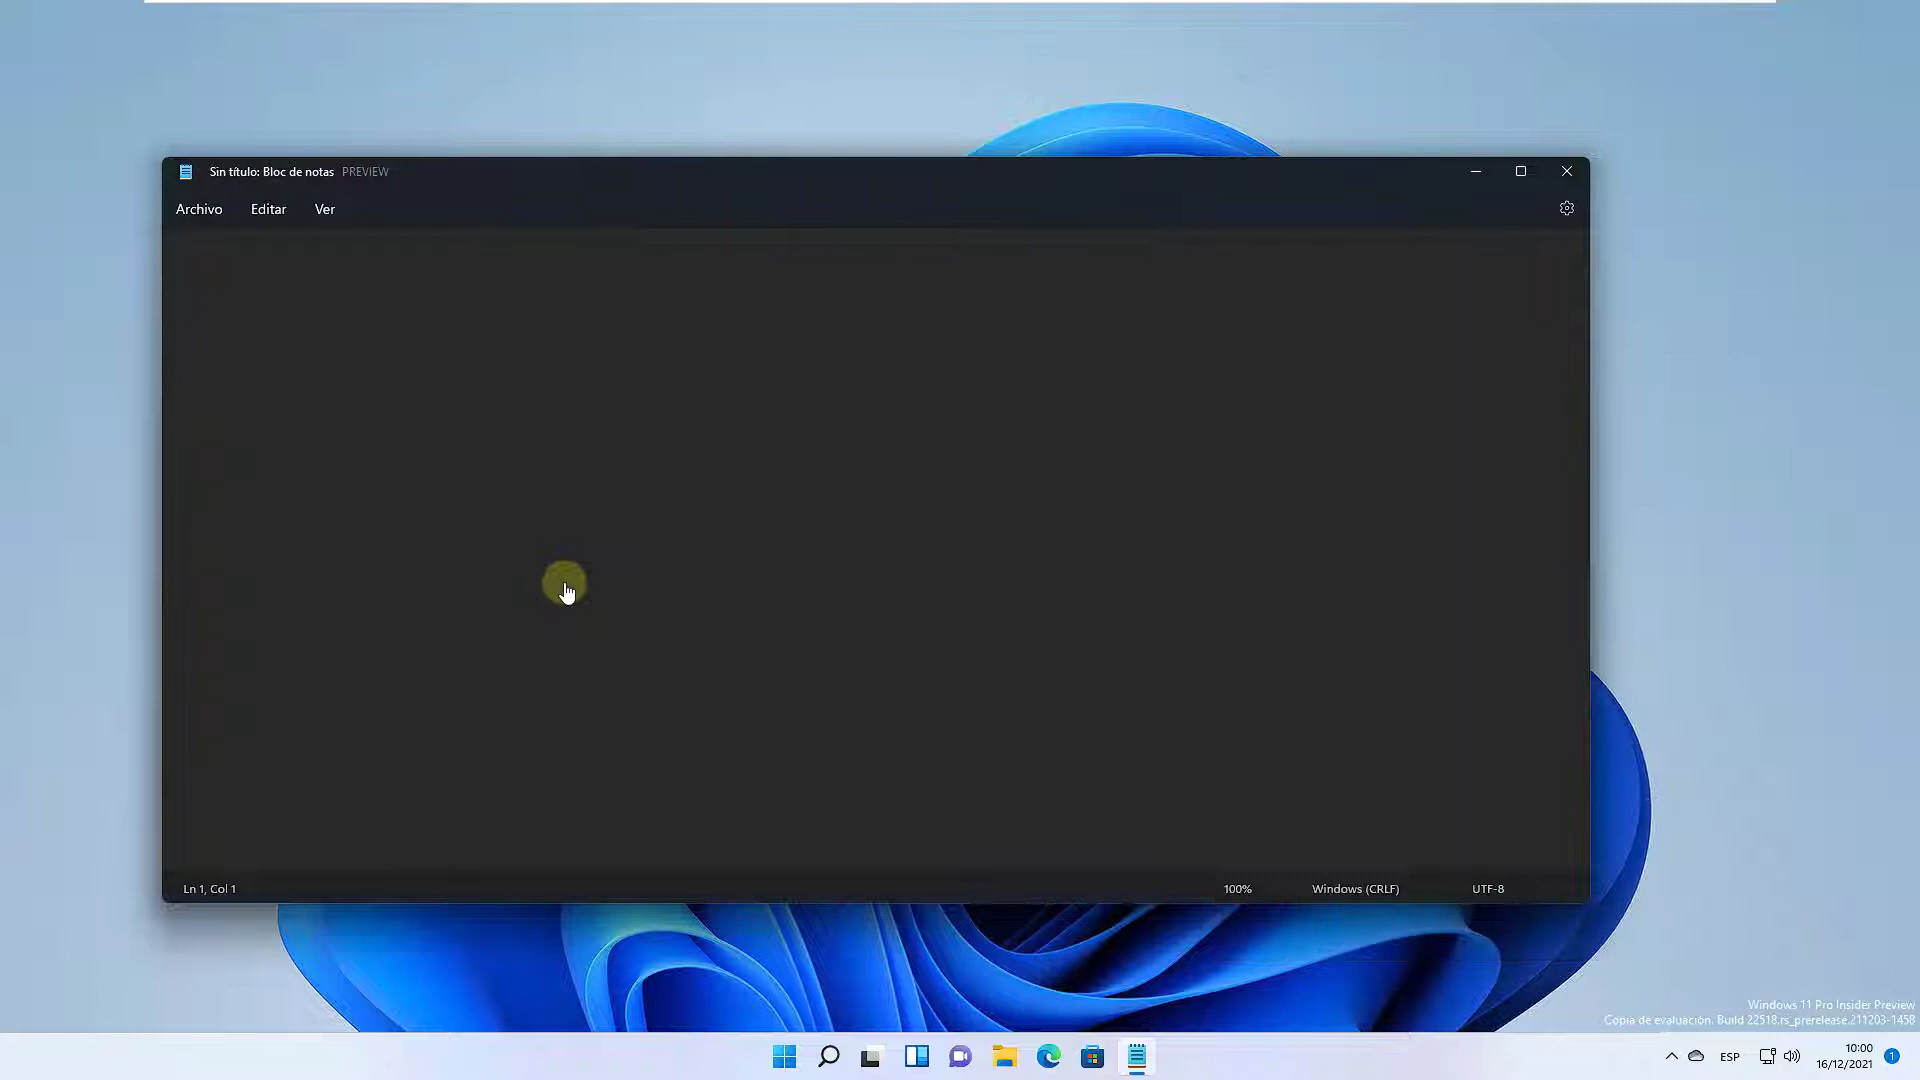 Sin título: Bloc de notas PREVIEW
Archivo Editar Ver
Ln 1, Col 1 100% Windows (CRLF) UTF-8
Windows 11 Pro Insider Preview
Copia de evaluación. Build 22518.rs_prerelease.211203-1458
ESP 10:00 1
16/12/2021